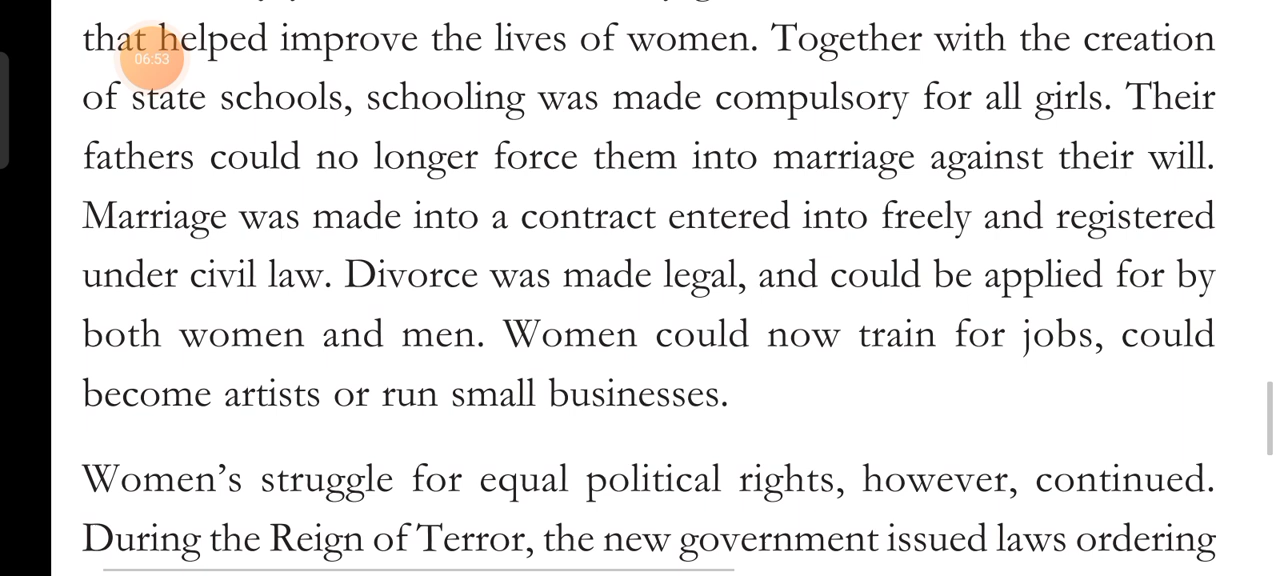 that helped improve the lives of women. Together with the creation
06:53
of state schools, schooling was made compulsory for all girls. Their
fathers could no longer force them into marriage against their will.
Marriage was made into a contract entered into freely and registered
under civil law. Divorce was made legal, and could be applied for by
both women and men. Women could now train for jobs, could
become artists or run small businesses.
Women’s struggle for equal political rights, however, continued.
During the Reign of Terror, the new government issued laws ordering